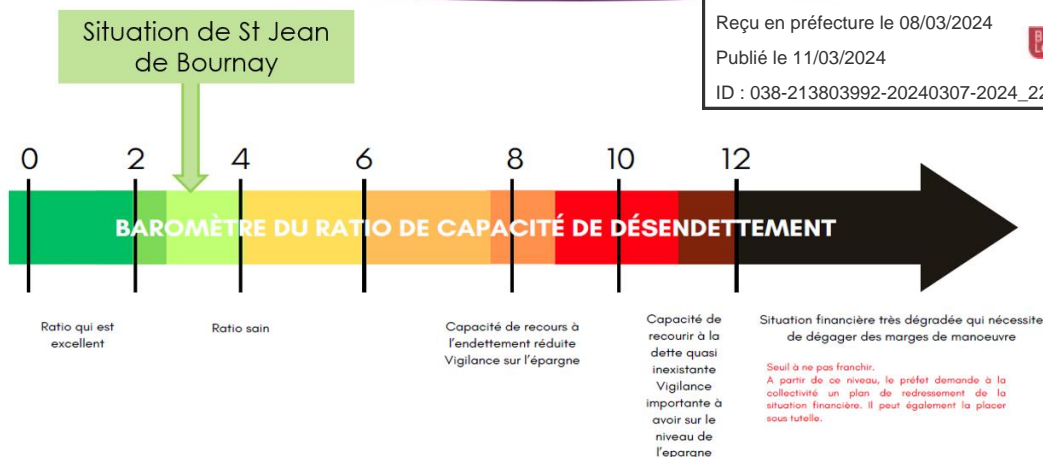 Situation de St Jean
de Bournay
Reçu en préfecture le 08/03/2024
Publié le 11/03/2024
ID : 038-213803992-20240307-2024_22
0 2 4 6 8 10 12
BAROMÈTRE DU RATIO DE CAPACITÉ DE DÉSENDETTEMENT
Ratio qui est
excellent
Ratio sain
Capacité de recours à
l'endettement réduite
Vigilance sur l'épargne
Capacité de
recourir à la
dette quasi
inexistante
Vigilance
importante à
avoir sur le
niveau de
l'epargne
Situation financière très dégradée qui nécessite
de dégager des marges de manoeuvre
Seuil à ne pas franchir.
A partir de ce niveau, le préfet demande à la
collectivité un plan de redressement de la
situation financière. Il peut également la placer
sous tutelle.